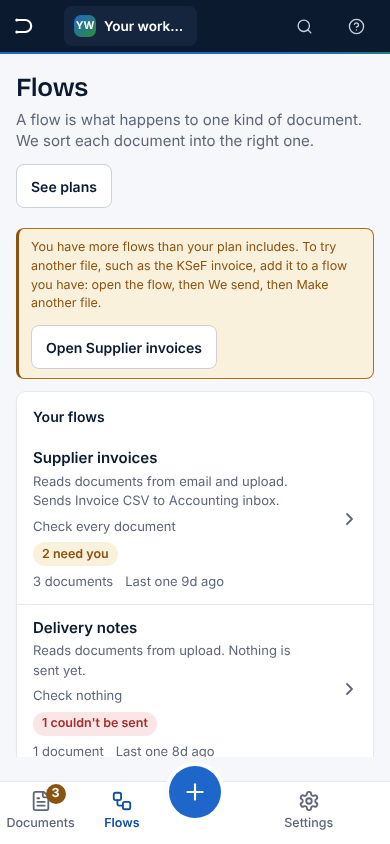 YW Your work...
Flows
A flow is what happens to one kind of document.
We sort each document into the right one.
See plans
You have more flows than your plan includes. To try
another file, such as the KSeF invoice, add it to a flow
you have: open the flow, then We send, then Make
another file.
Open Supplier invoices
Your flows
Supplier invoices
Reads documents from email and upload.
Sends Invoice CSV to Accounting inbox.
Check every document
2 need you
3 documents Last one 9d ago
Delivery notes
Reads documents from upload. Nothing is
sent yet.
Check nothing
1 couldn't be sent
1 document Last one 8d ago
3
Documents Flows Settings